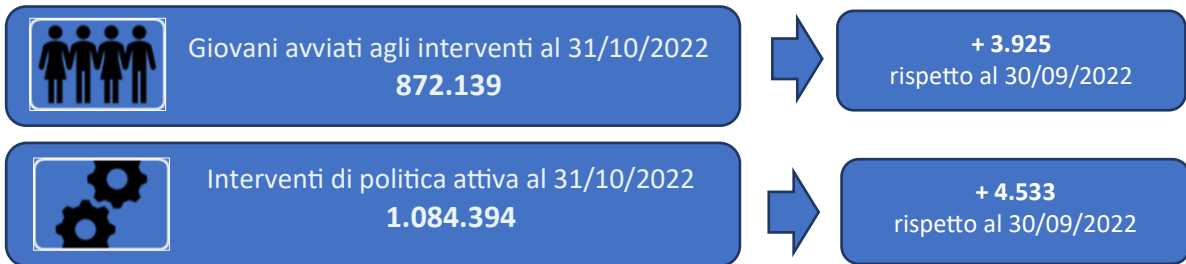 Giovani avviati agli interventi al 31/10/2022
872.139
+ 3.925
rispetto al 30/09/2022
Interventi di politica attiva al 31/10/2022
1.084.394
+ 4.533
rispetto al 30/09/2022